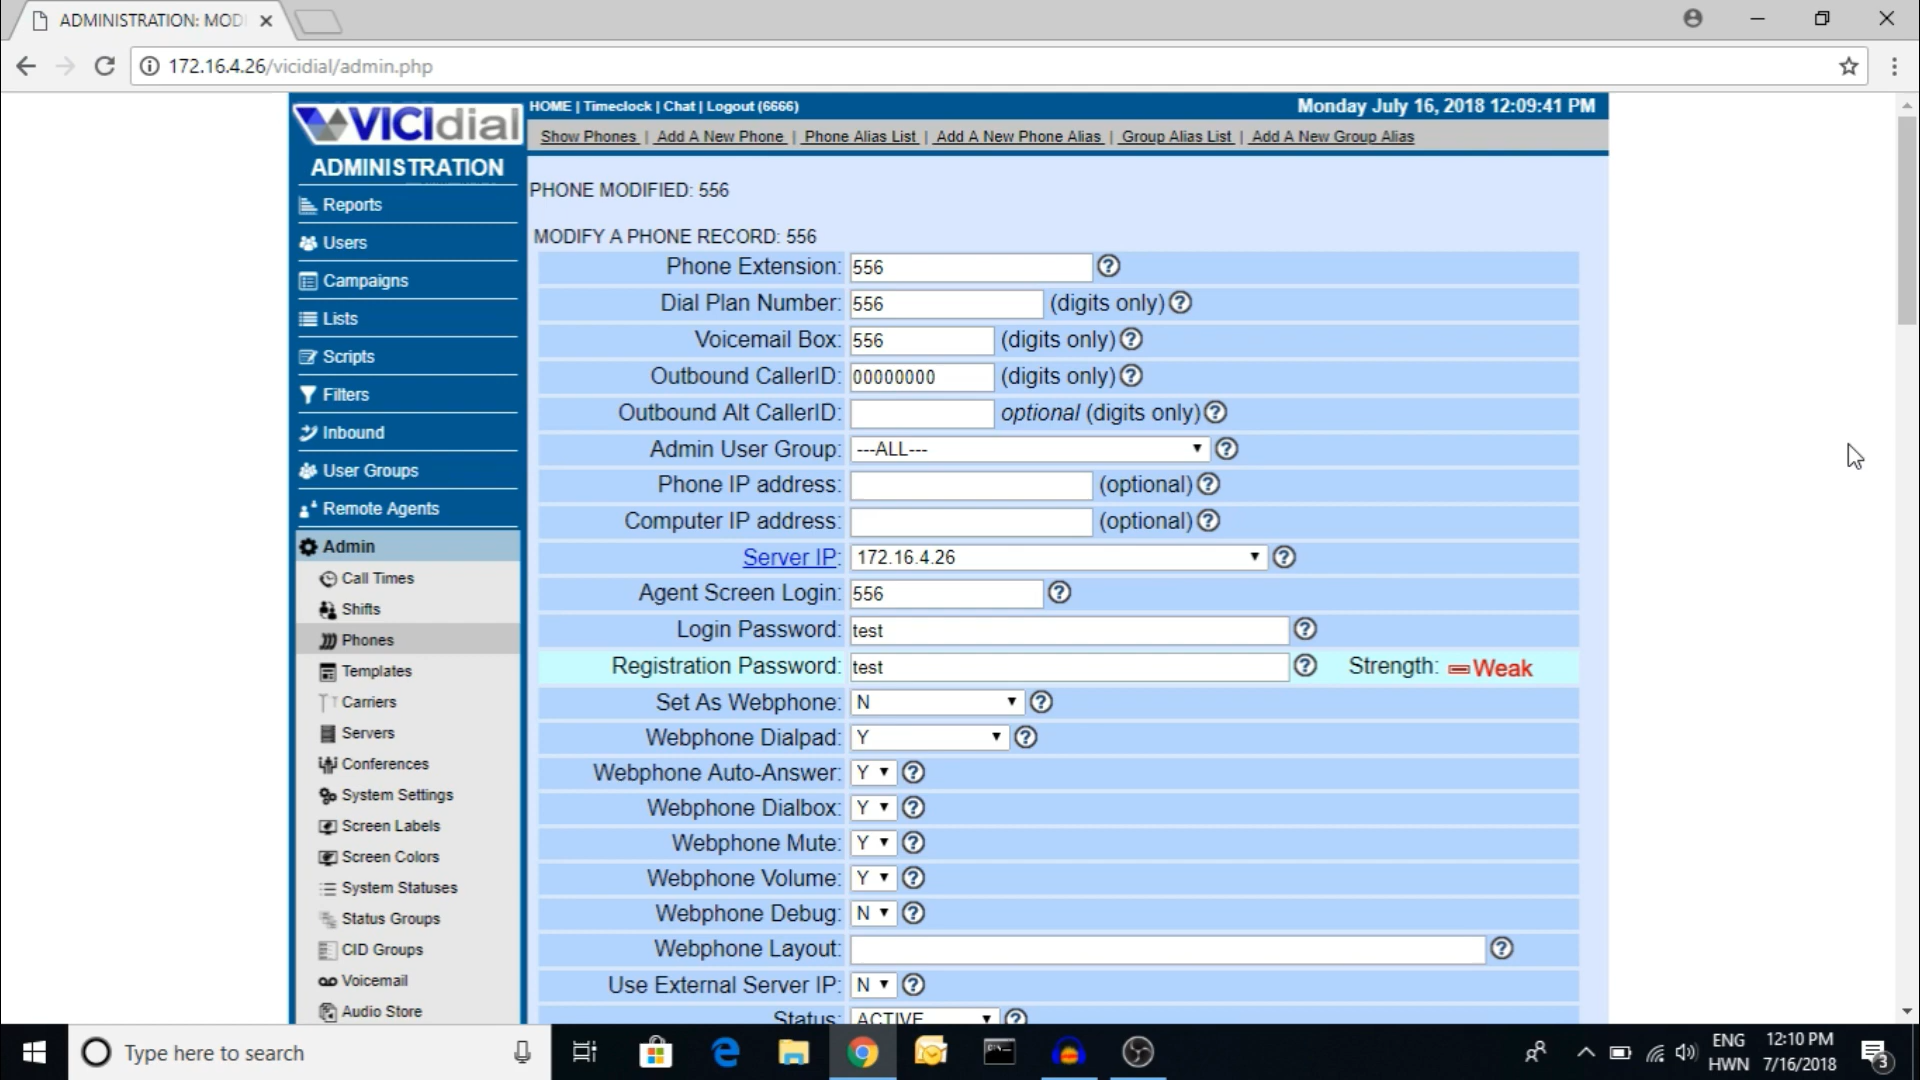 ADMINISTRATION: MOD
172.16.4.26/vicidial/admin.php
VICIdial
HOME | Timeclock | Chat | Logout (6666)
Monday July 16, 2018 12:09:41 PM
Show Phones | Add A New Phone | Phone Alias List | Add A New Phone Alias | Group Alias List | Add A New Group Alias
ADMINISTRATION
Reports
Users
Campaigns
Lists
Scripts
Filters
Inbound
User Groups
Remote Agents
Admin
Call Times
Shifts
Phones
Templates
Carriers
Servers
Conferences
System Settings
Screen Labels
Screen Colors
System Statuses
Status Groups
CID Groups
Voicemail
Audio Store
PHONE MODIFIED: 556
MODIFY A PHONE RECORD: 556
Phone Extension: 556
Dial Plan Number: 556 (digits only)
Voicemail Box: 556 (digits only)
Outbound CallerID: 00000000 (digits only)
Outbound Alt CallerID: optional (digits only)
Admin User Group: ---ALL---
Phone IP address: (optional)
Computer IP address: (optional)
Server IP: 172.16.4.26
Agent Screen Login: 556
Login Password: test
Registration Password: test Strength: Weak
Set As Webphone: N
Webphone Dialpad: Y
Webphone Auto-Answer: Y
Webphone Dialbox: Y
Webphone Mute: Y
Webphone Volume: Y
Webphone Debug: N
Webphone Layout:
Use External Server IP: N
Status: ACTIVE
Type here to search
ENG
HWN
12:10 PM
7/16/2018
3